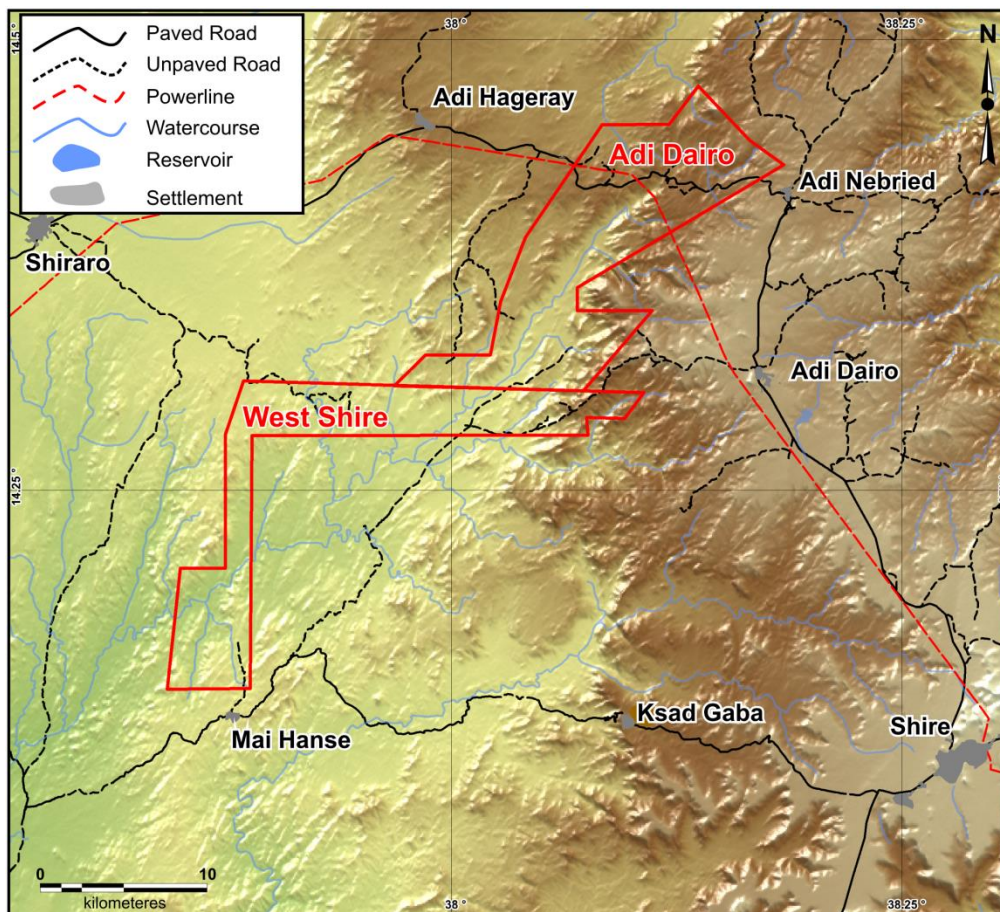 Paved Road
Unpaved Road
Powerline
Watercourse
Reservoir
Settlement
14.5°
38°
38.25°
N
Adi Hageray
Adi Dairo
Adi Nebried
Shiraro
Adi Dairo
West Shire
14.25
Ksad Gaba
Mai Hanse
Shire
0 10
kilometeres
38°
38.25